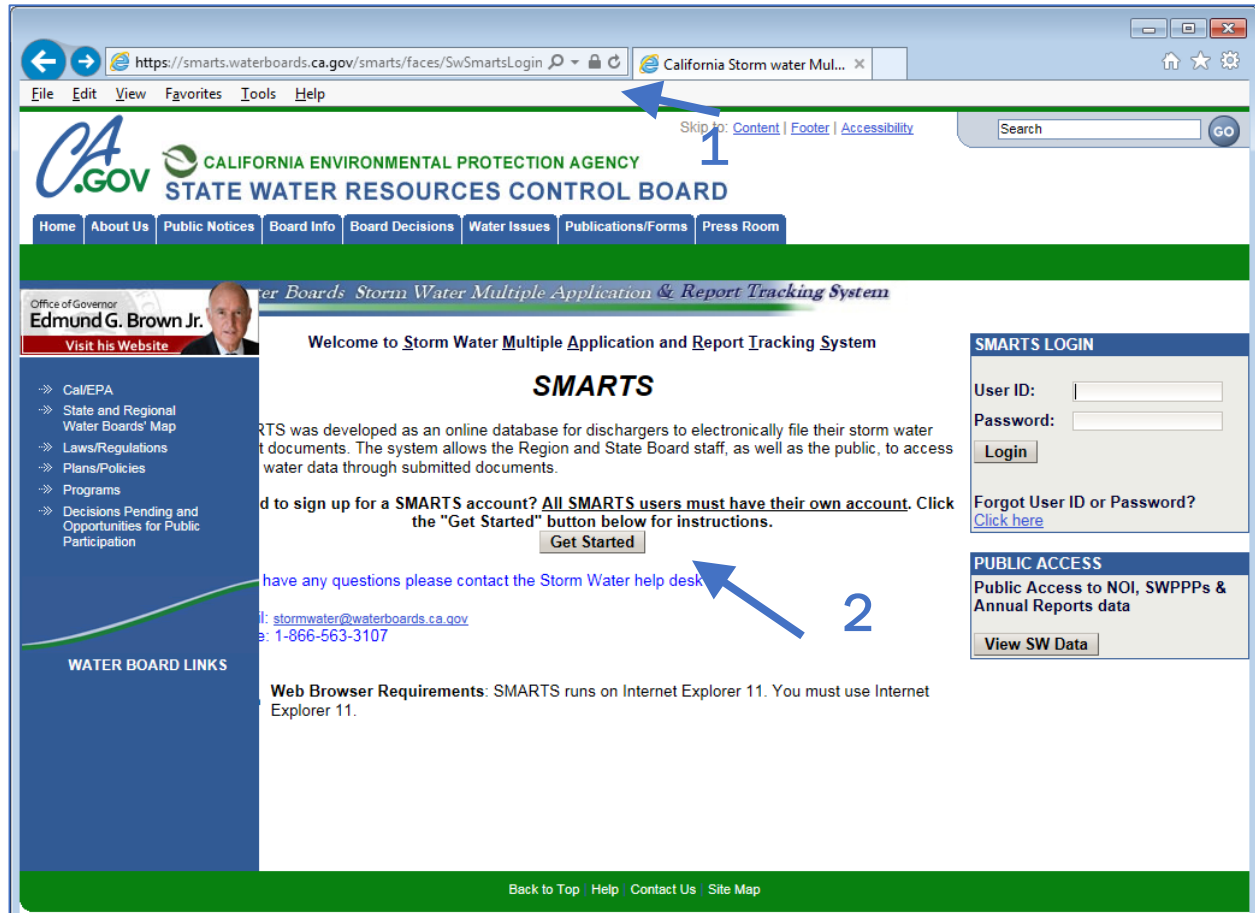 https://smarts.waterboards.ca.gov/smarts/faces/SwSmartsLogin
California Storm water Mul...
File Edit View Favorites Tools Help
Skip to: Content | Footer | Accessibility
Search
GO
1
CA.GOV
CALIFORNIA ENVIRONMENTAL PROTECTION AGENCY
STATE WATER RESOURCES CONTROL BOARD
Home About Us Public Notices Board Info Board Decisions Water Issues Publications/Forms Press Room
er Boards Storm Water Multiple Application & Report Tracking System
Office of Governor
Edmund G. Brown Jr.
Visit his Website
Cal/EPA
State and Regional
Water Boards' Map
Laws/Regulations
Plans/Policies
Programs
Decisions Pending and
Opportunities for Public
Participation
WATER BOARD LINKS
Welcome to Storm Water Multiple Application and Report Tracking System
SMARTS
RTS was developed as an online database for dischargers to electronically file their storm water
t documents. The system allows the Region and State Board staff, as well as the public, to access
water data through submitted documents.
d to sign up for a SMARTS account? All SMARTS users must have their own account. Click
the "Get Started" button below for instructions.
Get Started
have any questions please contact the Storm Water help desk
2
il: stormwater@waterboards.ca.gov
e: 1-866-563-3107
Web Browser Requirements: SMARTS runs on Internet Explorer 11. You must use Internet
Explorer 11.
SMARTS LOGIN
User ID:
Password:
Login
Forgot User ID or Password?
Click here
PUBLIC ACCESS
Public Access to NOI, SWPPPs &
Annual Reports data
View SW Data
Back to Top | Help | Contact Us | Site Map